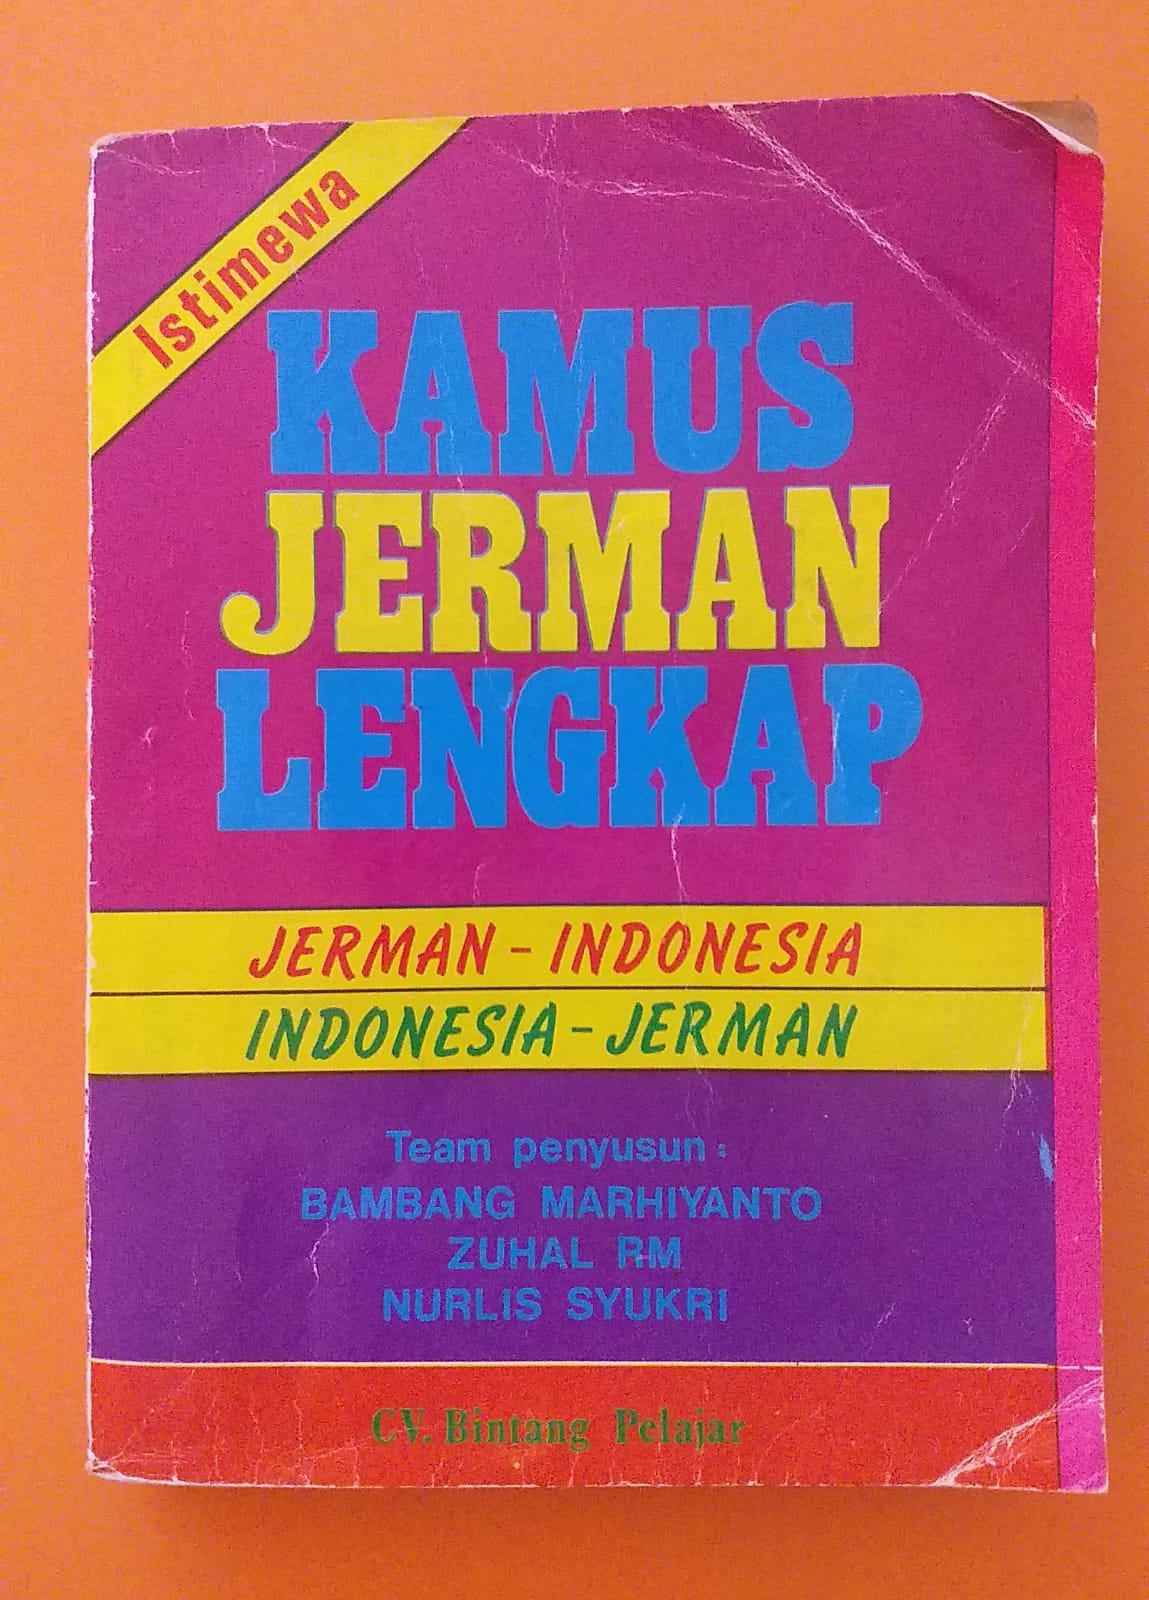 Istimewa
KAMUS
JERMAN
LENGKAP
JERMAN - INDONESIA
INDONESIA - JERMAN
Team penyusun :
BAMBANG MARHIYANTO
ZUHAL RM
NURLIS SYUKRI
CV. Bintang Pelajar